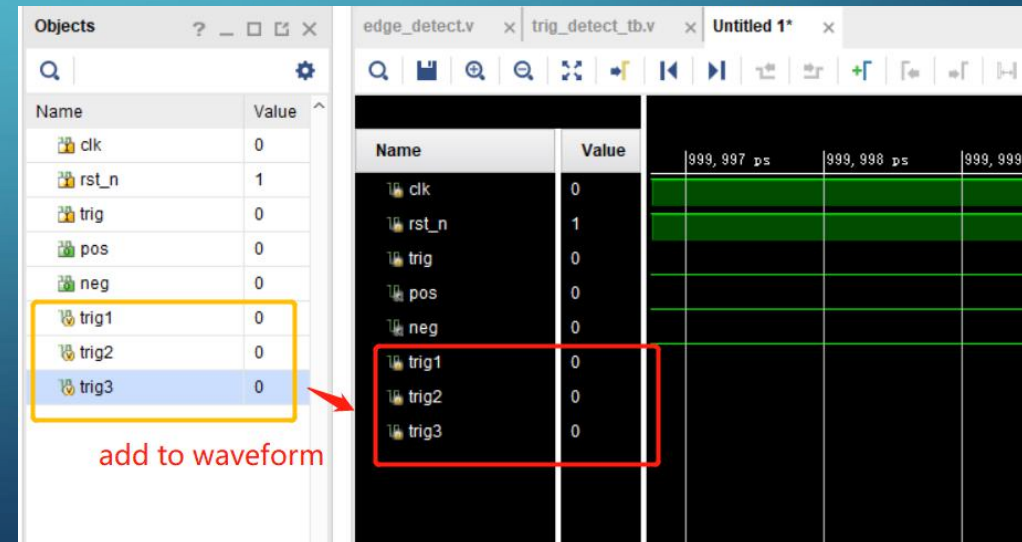 Objects ? _ □ X
edge_detect.v × trig_detect_tb.v × Untitled 1* ×
Name Value
clk 0
rst_n 1
trig 0
pos 0
neg 0
trig1 0
trig2 0
trig3 0
add to waveform
Name Value
999,997 ps 999,998 ps 999,999
clk 0
rst_n 1
trig 0
pos 0
neg 0
trig1 0
trig2 0
trig3 0